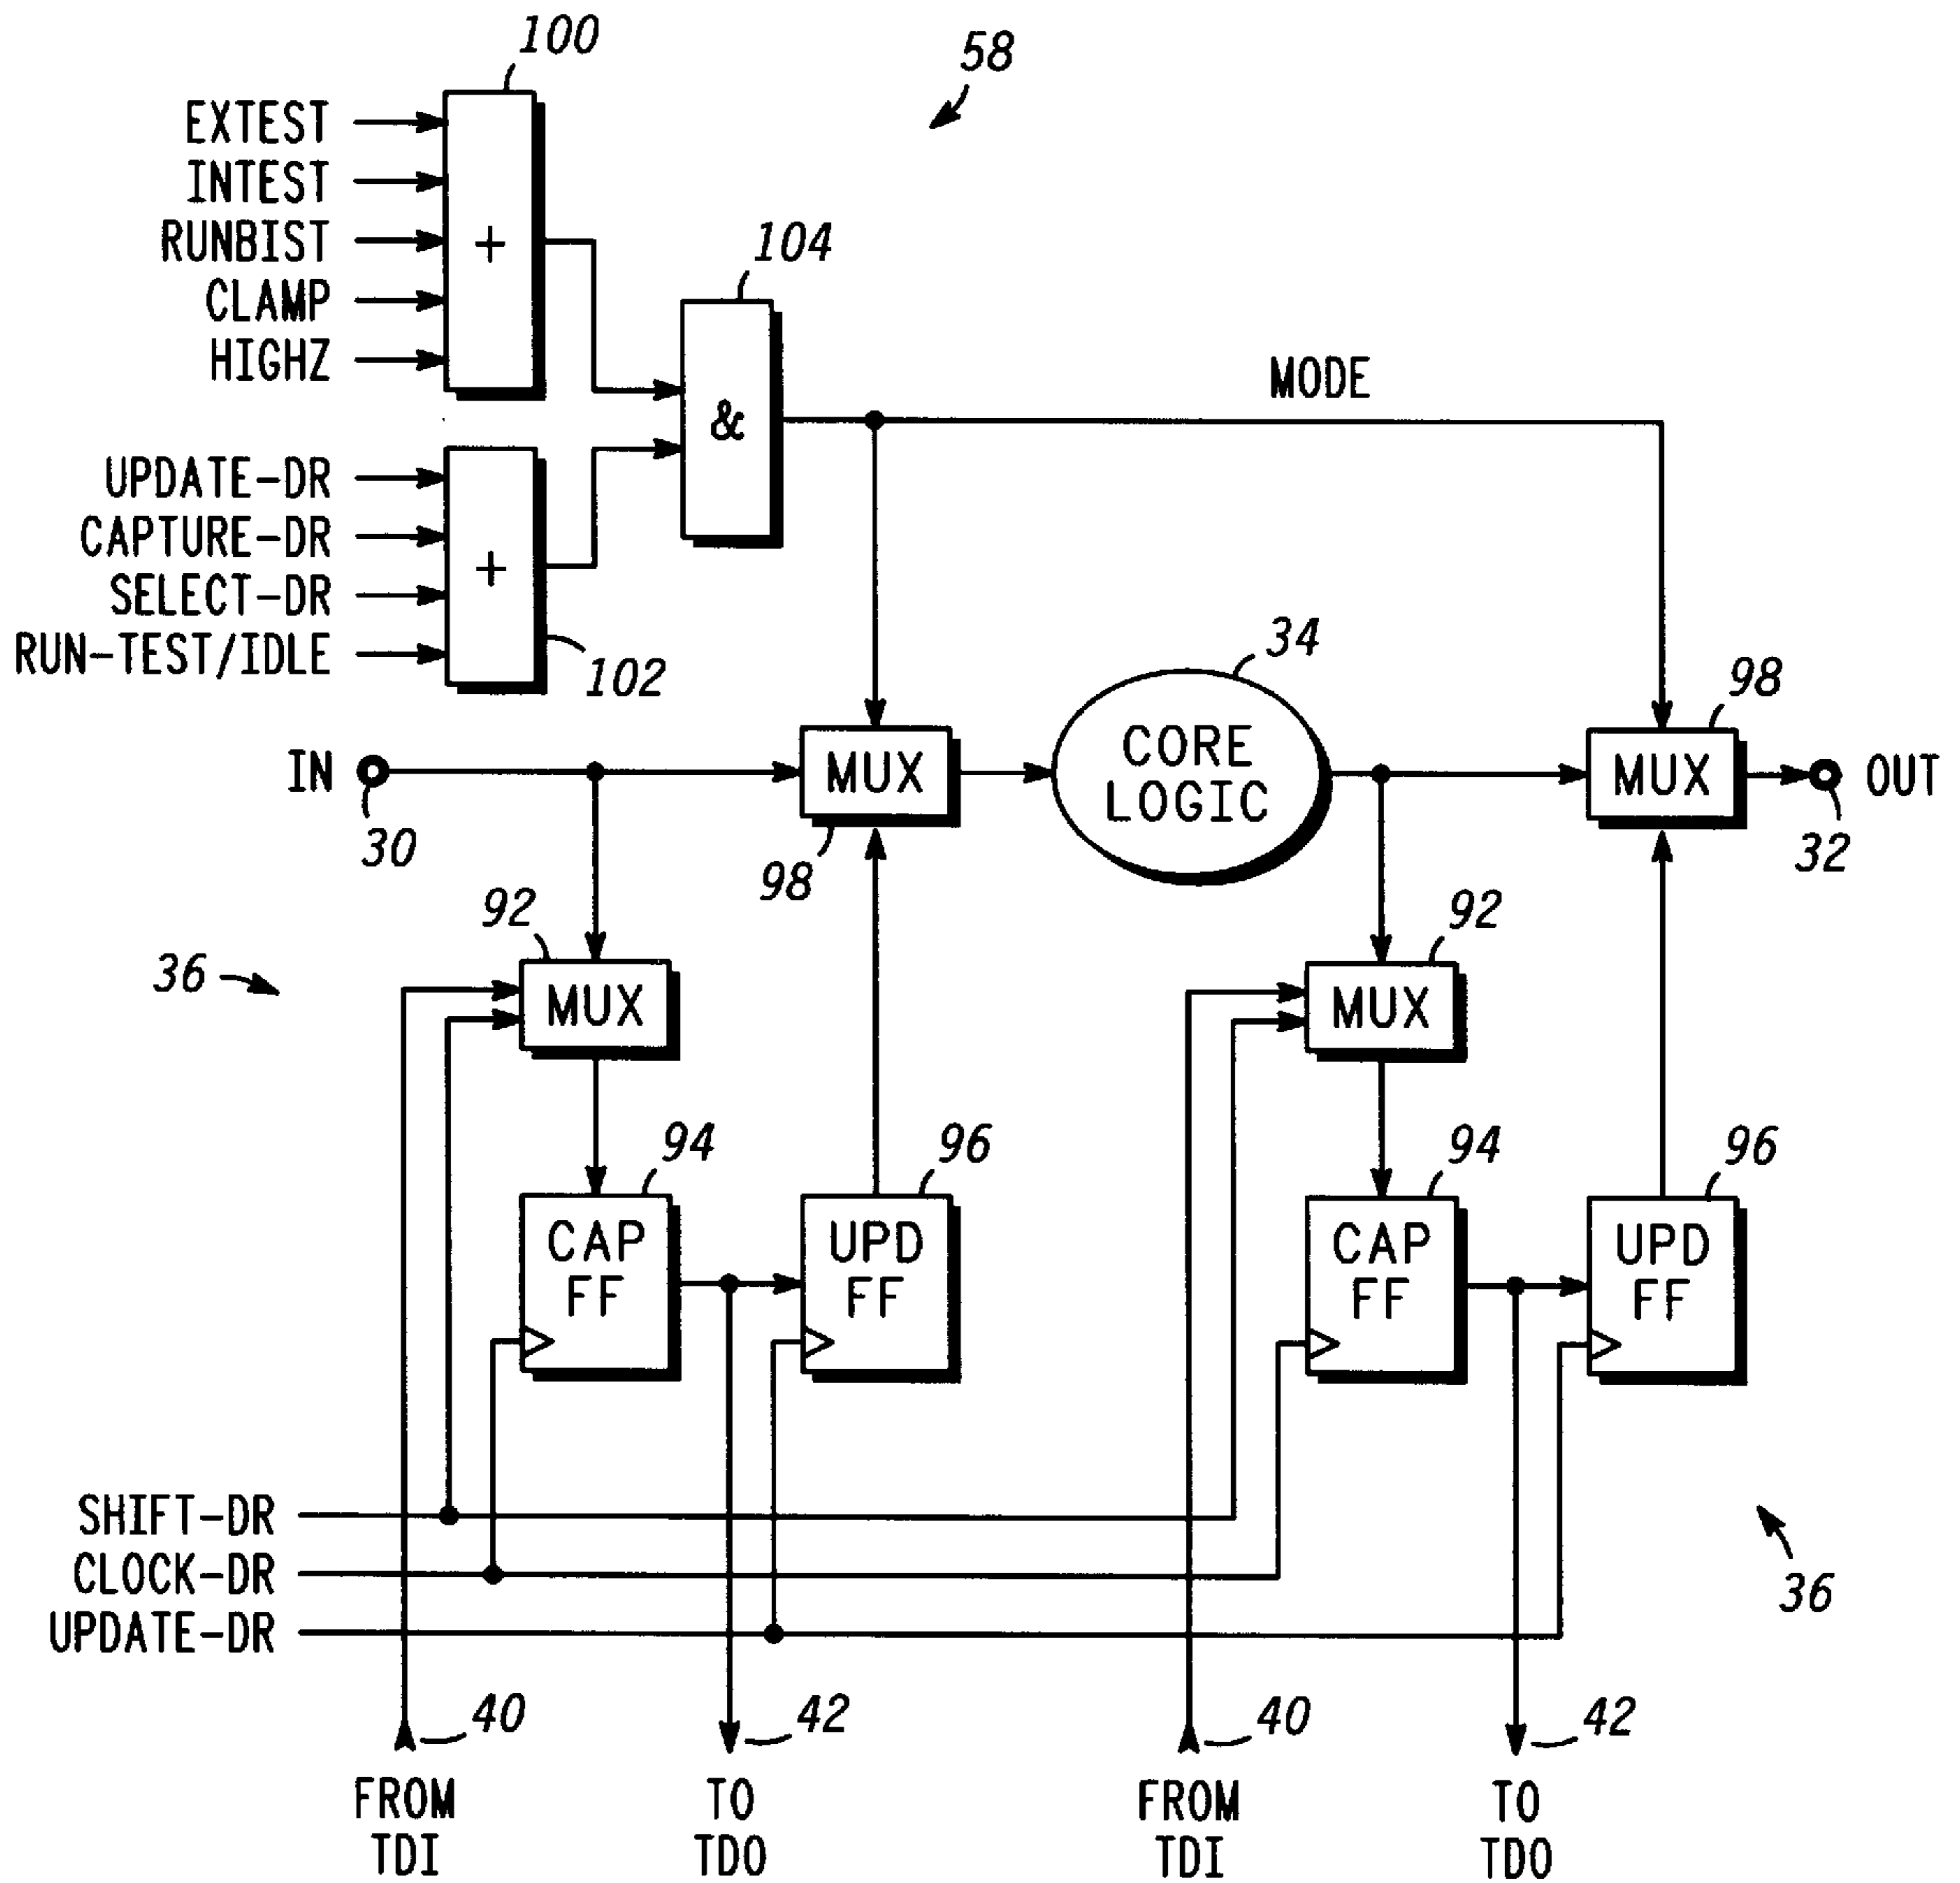 100
58
EXTEST
INTEST
RUNBIST
CLAMP
HIGHZ
+
104
&
MODE
UPDATE-DR
CAPTURE-DR
SELECT-DR
RUN-TEST/IDLE
+
102
34
98
IN
MUX
CORE
LOGIC
MUX
OUT
30
98
32
92
92
36
MUX
MUX
94
96
94
96
CAP
FF
UPD
FF
CAP
FF
UPD
FF
SHIFT-DR
CLOCK-DR
UPDATE-DR
36
40
42
40
42
FROM
TDI
TO
TDO
FROM
TDI
TO
TDO